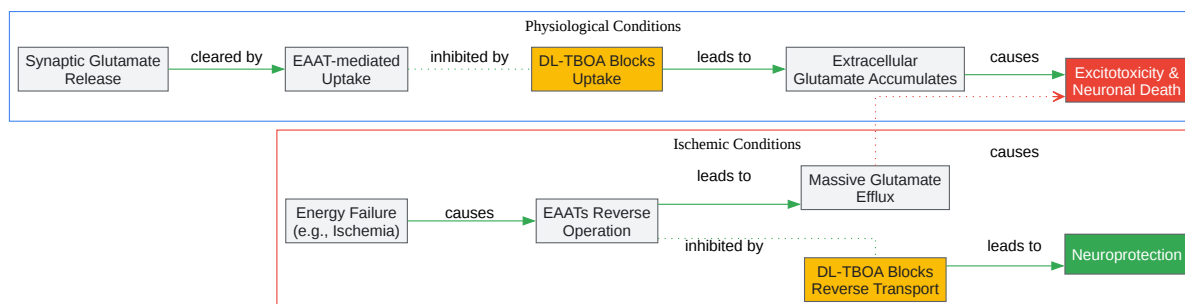 Physiological Conditions
Synaptic Glutamate
Release
cleared by
EAAT-mediated
Uptake
inhibited by
DL-TBOA Blocks
Uptake
leads to
Extracellular
Glutamate Accumulates
causes
Excitotoxicity &
Neuronal Death
Ischemic Conditions
Energy Failure
(e.g., Ischemia)
causes
EAATs Reverse
Operation
leads to
Massive Glutamate
Efflux
causes
inhibited by
DL-TBOA Blocks
Reverse Transport
leads to
Neuroprotection